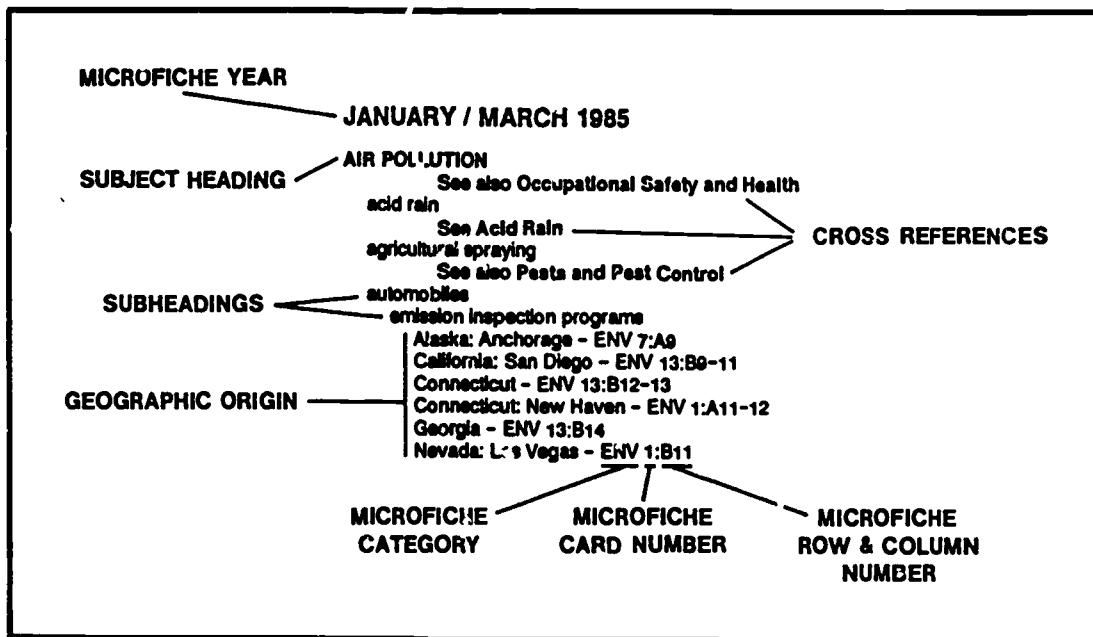 MICROFICHE YEAR
JANUARY / MARCH 1985
AIR POLLUTION
SUBJECT HEADING
See also Occupational Safety and Health
acid rain
See Acid Rain
CROSS REFERENCES
agricultural spraying
See also Pests and Pest Control
automobiles
SUBHEADINGS
emission inspection programs
Alaska: Anchorage - ENV 7:A9
California: San Diego - ENV 13:B9-11
Connecticut - ENV 13:B12-13
GEOGRAPHIC ORIGIN
Connecticut: New Haven - ENV 1:A11-12
Georgia - ENV 13:B14
Nevada: Las Vegas - ENV 1:B11
MICROFICHE CATEGORY
MICROFICHE CARD NUMBER
MICROFICHE ROW & COLUMN NUMBER